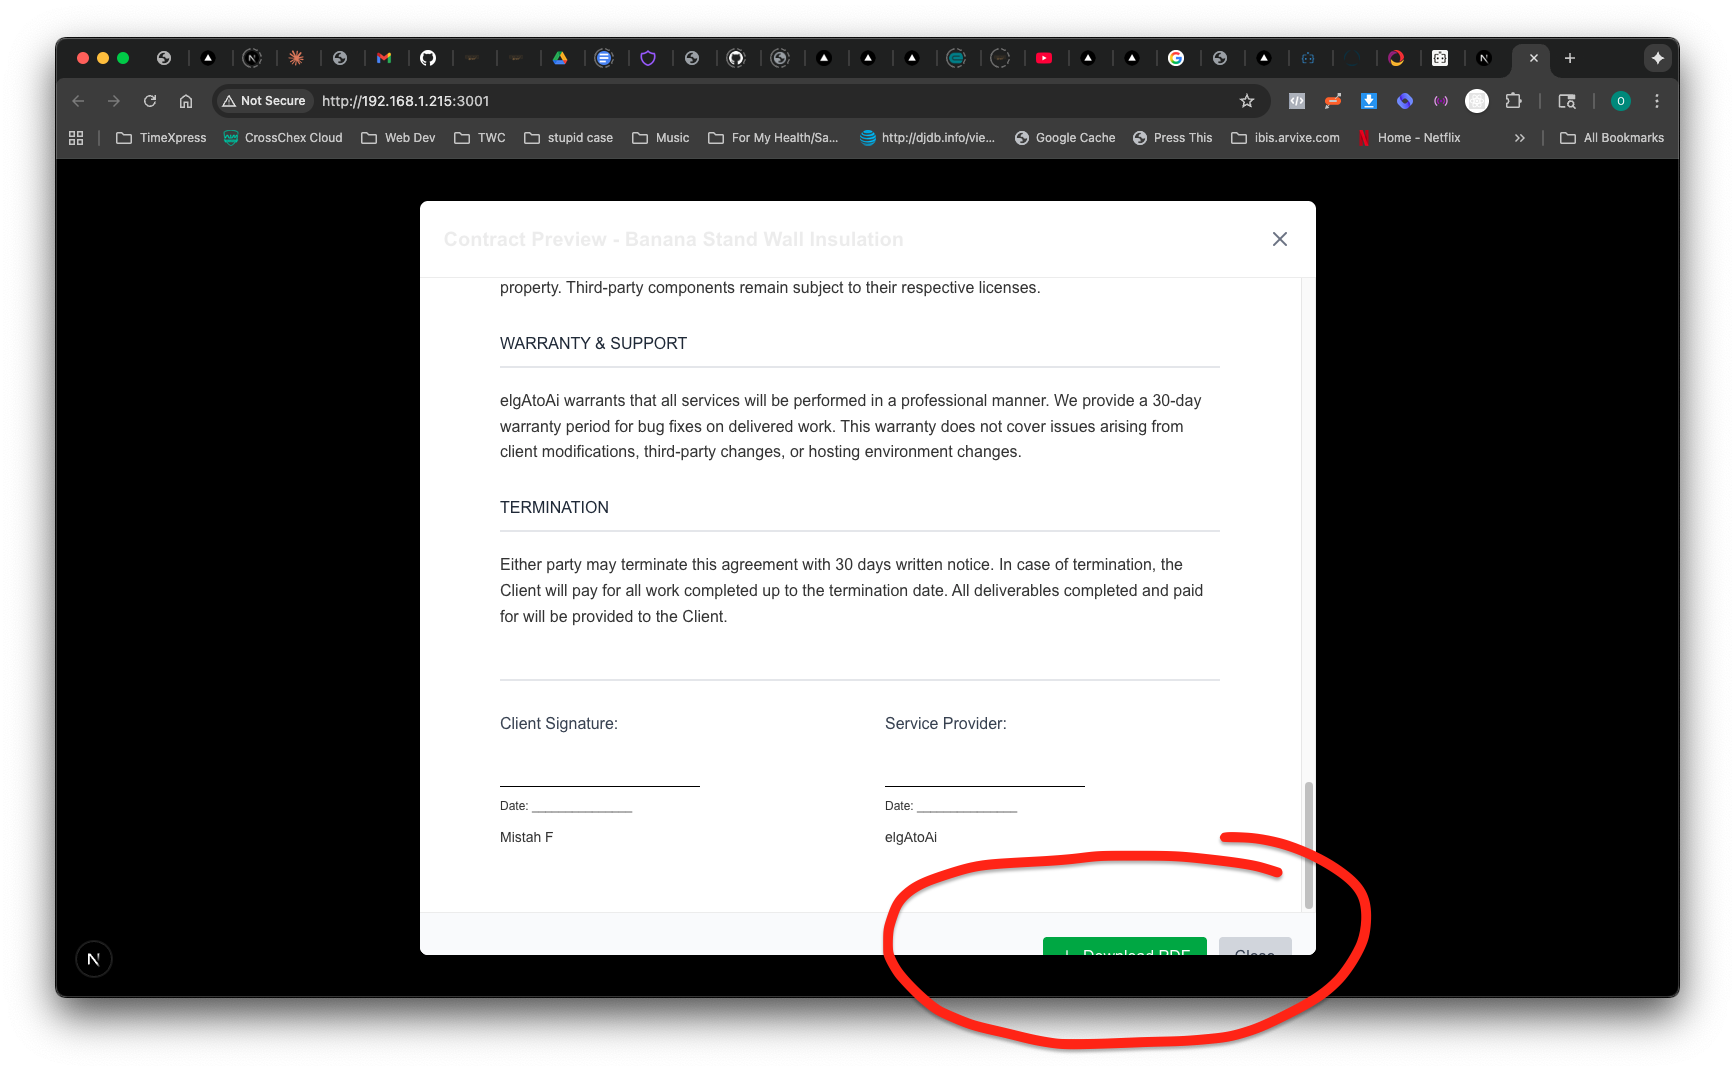 Not Secure http://192.168.1.215:3001
TimeXpress CrossChex Cloud Web Dev TWC stupid case Music For My Health/Sa... http://djdb.info/vie... Google Cache Press This ibis.arvixe.com Home - Netflix » All Bookmarks
Contract Preview - Banana Stand Wall Insulation
property. Third-party components remain subject to their respective licenses.
WARRANTY & SUPPORT
elgAtoAi warrants that all services will be performed in a professional manner. We provide a 30-day
warranty period for bug fixes on delivered work. This warranty does not cover issues arising from
client modifications, third-party changes, or hosting environment changes.
TERMINATION
Either party may terminate this agreement with 30 days written notice. In case of termination, the
Client will pay for all work completed up to the termination date. All deliverables completed and paid
for will be provided to the Client.
Client Signature: Service Provider:
Date: _______________ Date: _______________
Mistah F elgAtoAi
Download PDF Close
N